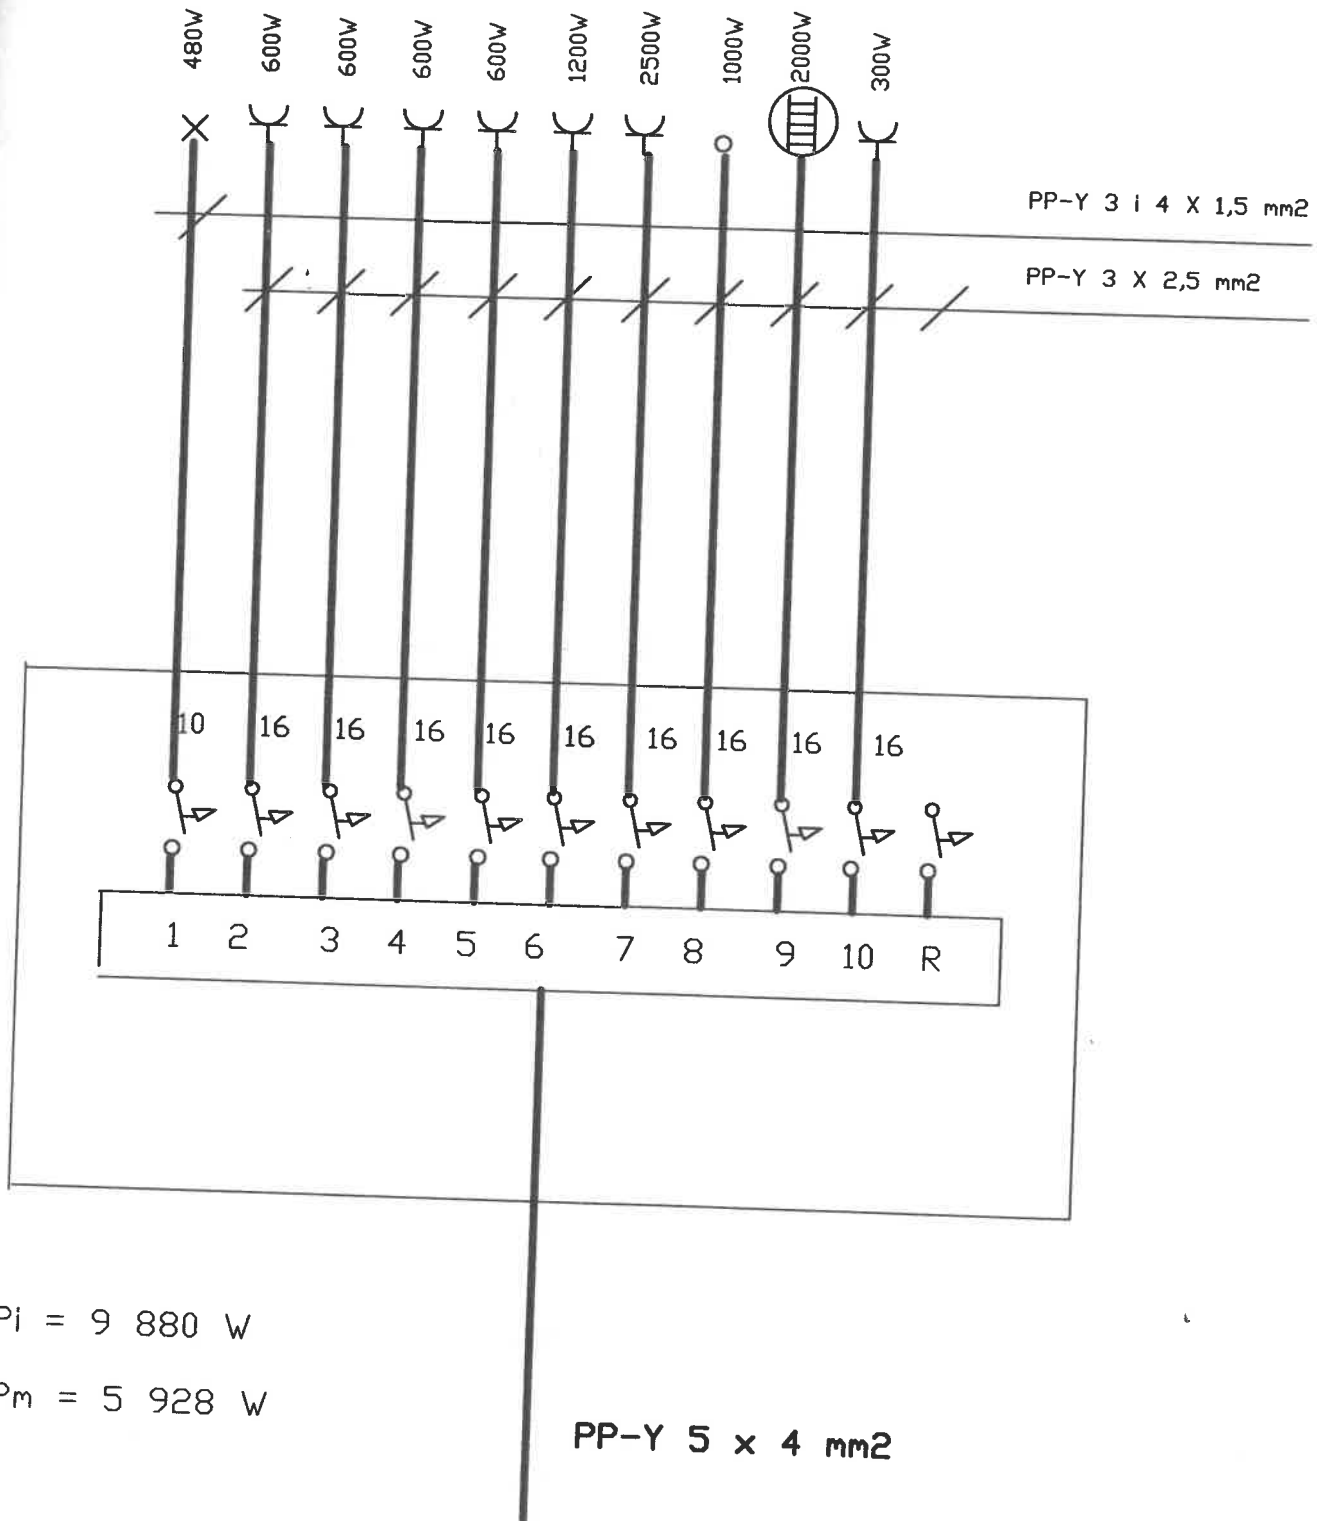 480W 600W 600W 600W 600W 1200W 2500W 1000W 2000W 300W
PP-Y 3 i 4 X 1,5 mm2
PP-Y 3 X 2,5 mm2
10 16 16 16 16 16 16 16 16 16
1 2 3 4 5 6 7 8 9 10 R
Pi = 9 880 W
Pm = 5 928 W
PP-Y 5 x 4 mm2